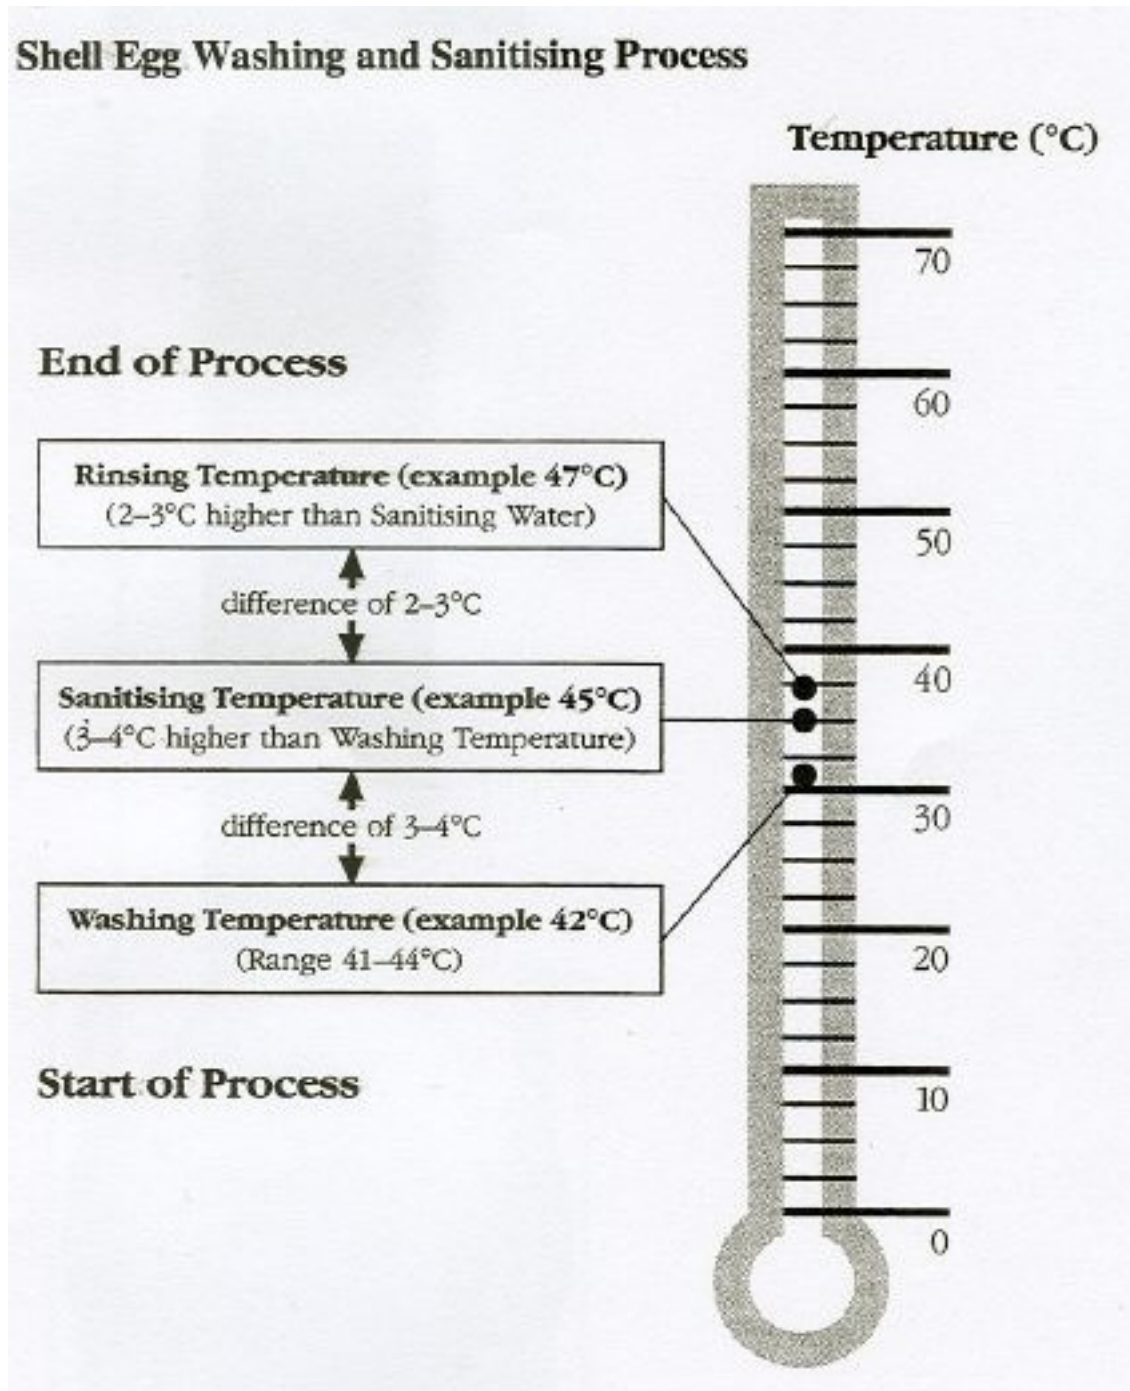 Shell Egg Washing and Sanitising Process
Temperature (°C)
70
60
50
40
30
20
10
0
End of Process
Rinsing Temperature (example 47°C)
(2–3°C higher than Sanitising Water)
difference of 2–3°C
Sanitising Temperature (example 45°C)
(3–4°C higher than Washing Temperature)
difference of 3–4°C
Washing Temperature (example 42°C)
(Range 41–44°C)
Start of Process